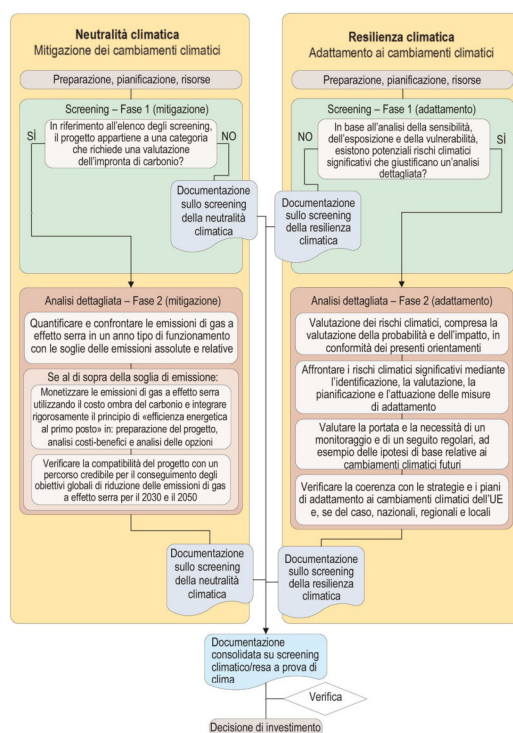 Neutralità climatica
Mitigazione dei cambiamenti climatici
Preparazione, pianificazione, risorse
Screening – Fase 1 (mitigazione)
SÌ
In riferimento all'elenco degli screening,
il progetto appartiene a una categoria
che richiede una valutazione
dell'impronta di carbonio?
NO
Documentazione
sullo screening
della neutralità
climatica
Analisi dettagliata – Fase 2 (mitigazione)
Quantificare e confrontare le emissioni di gas a
effetto serra in un anno tipo di funzionamento
con le soglie delle emissioni assolute e relative
Se al di sopra della soglia di emissione:
Monetizzare le emissioni di gas a effetto serra
utilizzando il costo ombra del carbonio e integrare
rigorosamente il principio di «efficienza energetica
al primo posto» in: preparazione del progetto,
analisi costi-benefici e analisi delle opzioni
Verificare la compatibilità del progetto con un
percorso credibile per il conseguimento degli
obiettivi globali di riduzione delle emissioni di gas
a effetto serra per il 2030 e il 2050
Documentazione
sullo screening
della neutralità
climatica
Resilienza climatica
Adattamento ai cambiamenti climatici
Preparazione, pianificazione, risorse
Screening – Fase 1 (adattamento)
NO
In base all'analisi della sensibilità,
dell'esposizione e della vulnerabilità,
esistono potenziali rischi climatici
significativi che giustificano un'analisi
dettagliata?
SÌ
Documentazione
sullo screening
della resilienza
climatica
Analisi dettagliata – Fase 2 (adattamento)
Valutazione dei rischi climatici, compresa la
valutazione della probabilità e dell'impatto, in
conformità dei presenti orientamenti
Affrontare i rischi climatici significativi mediante
l'identificazione, la valutazione, la
pianificazione e l'attuazione delle misure
di adattamento
Valutare la portata e la necessità di un
monitoraggio e di un seguito regolari, ad
esempio delle ipotesi di base relative ai
cambiamenti climatici futuri
Verificare la coerenza con le strategie e i piani
di adattamento ai cambiamenti climatici dell'UE
e, se del caso, nazionali, regionali e locali
Documentazione
sullo screening
della resilienza
climatica
Documentazione
consolidata su screening
climatico/resa a prova di
clima
Verifica
Decisione di investimento